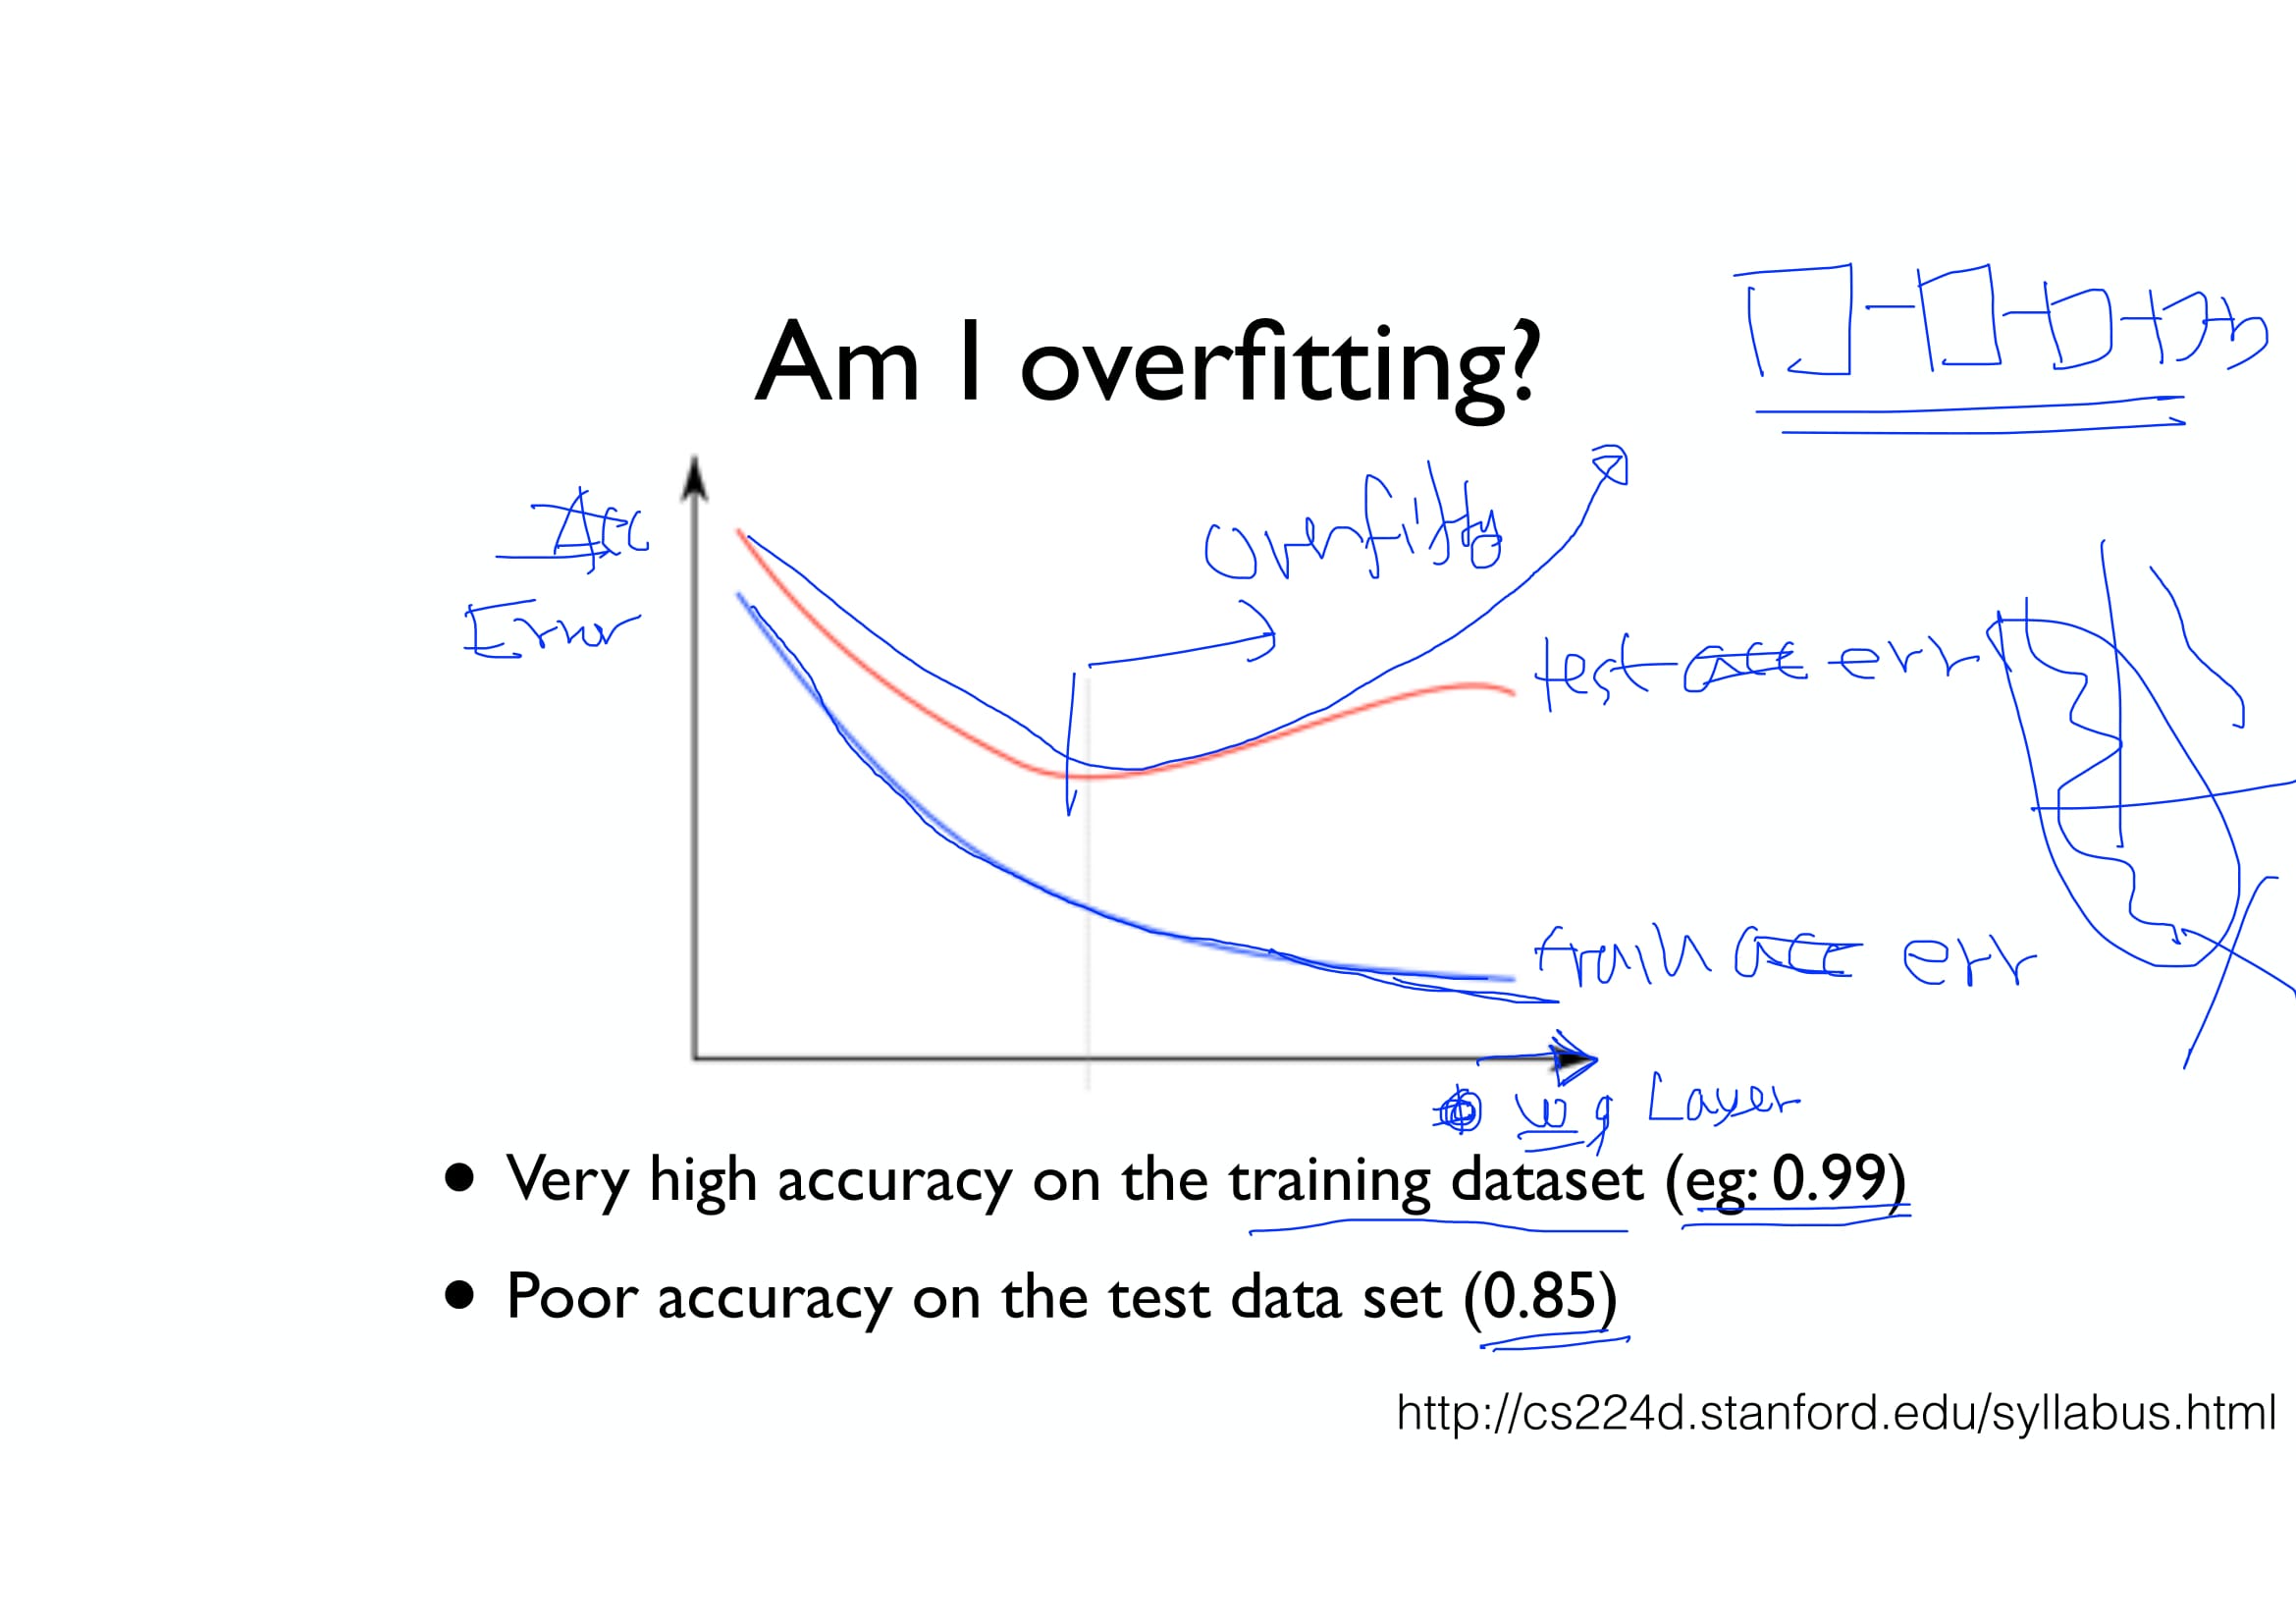 Am I overfitting?
Acc
Error
overfitty
test acc err
train acc err
Layer
• Very high accuracy on the training dataset (eg: 0.99)
• Poor accuracy on the test data set (0.85)
http://cs224d.stanford.edu/syllabus.html